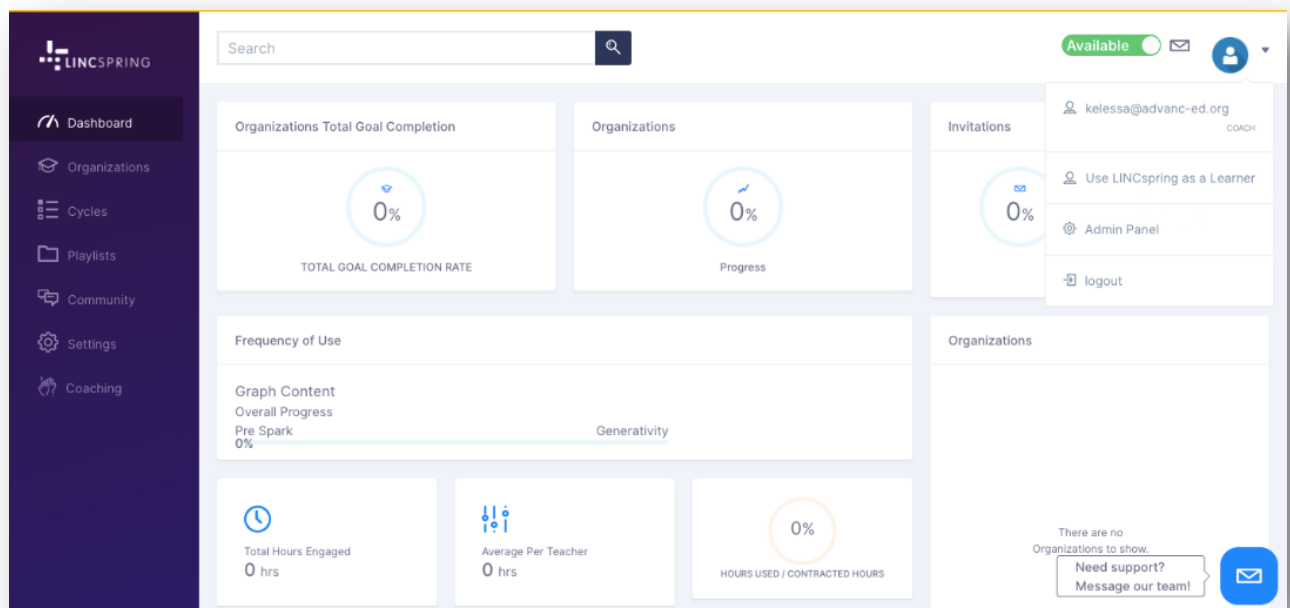 LINCSPRING
Dashboard
Organizations
Cycles
Playlists
Community
Settings
Coaching
Search
Available
kelessa@advanc-ed.org
COACH
Use LINCspring as a Learner
Admin Panel
logout
Organizations Total Goal Completion
0%
TOTAL GOAL COMPLETION RATE
Organizations
0%
Progress
Invitations
0%
Frequency of Use
Graph Content
Overall Progress
Pre Spark Generativity
0%
Organizations
There are no
Organizations to show.
Total Hours Engaged
0 hrs
Average Per Teacher
0 hrs
0%
HOURS USED / CONTRACTED HOURS
Need support?
Message our team!